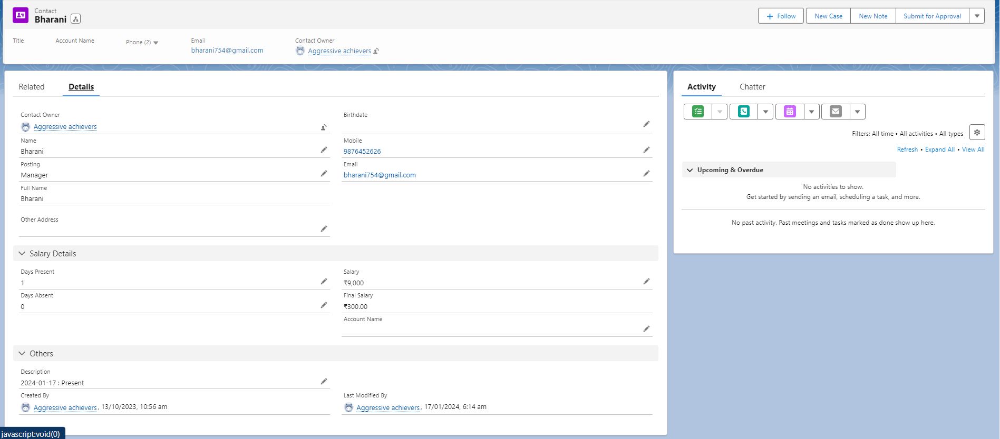 Contact
Bharani
Follow
New Case
New Note
Submit for Approval
Title
Account Name
Phone (2)
Email
bharani754@gmail.com
Contact Owner
Aggressive achievers
Related
Details
Contact Owner
Aggressive achievers
Birthdate
Name
Bharani
Mobile
9876452626
Posting
Manager
Email
bharani754@gmail.com
Full Name
Bharani
Other Address
Salary Details
Days Present
1
Salary
₹9,000
Days Absent
0
Final Salary
₹300.00
Account Name
Others
Description
2024-01-17 : Present
Created By
Aggressive achievers, 13/10/2023, 10:56 am
Last Modified By
Aggressive achievers, 17/01/2024, 6:14 am
Activity
Chatter
Filters: All time • All activities • All types
Refresh • Expand All • View All
Upcoming & Overdue
No activities to show.
Get started by sending an email, scheduling a task, and more.
No past activity. Past meetings and tasks marked as done show up here.
javascript:void(0)